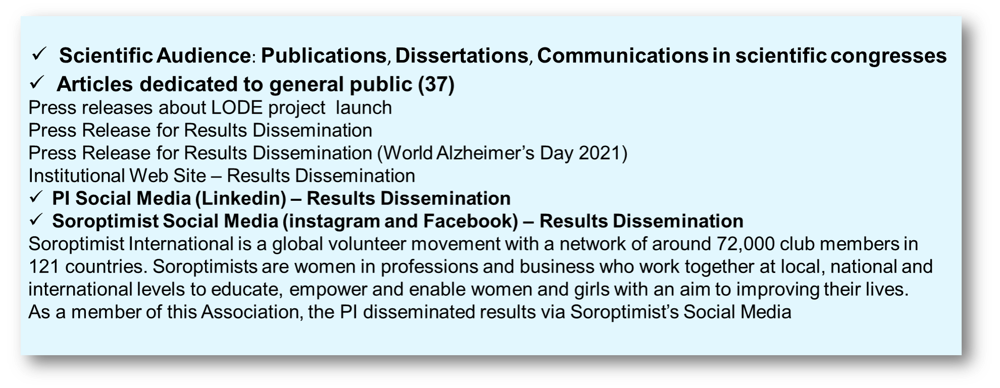 ✓ Scientific Audience: Publications, Dissertations, Communications in scientific congresses
✓ Articles dedicated to general public (37)
Press releases about LODE project  launch
Press Release for Results Dissemination
Press Release for Results Dissemination (World Alzheimer’s Day 2021)
Institutional Web Site – Results Dissemination
✓ PI Social Media (Linkedin) – Results Dissemination
✓ Soroptimist Social Media (instagram and Facebook) – Results Dissemination
Soroptimist International is a global volunteer movement with a network of around 72,000 club members in
121 countries. Soroptimists are women in professions and business who work together at local, national and
international levels to educate, empower and enable women and girls with an aim to improving their lives.
As a member of this Association, the PI disseminated results via Soroptimist’s Social Media